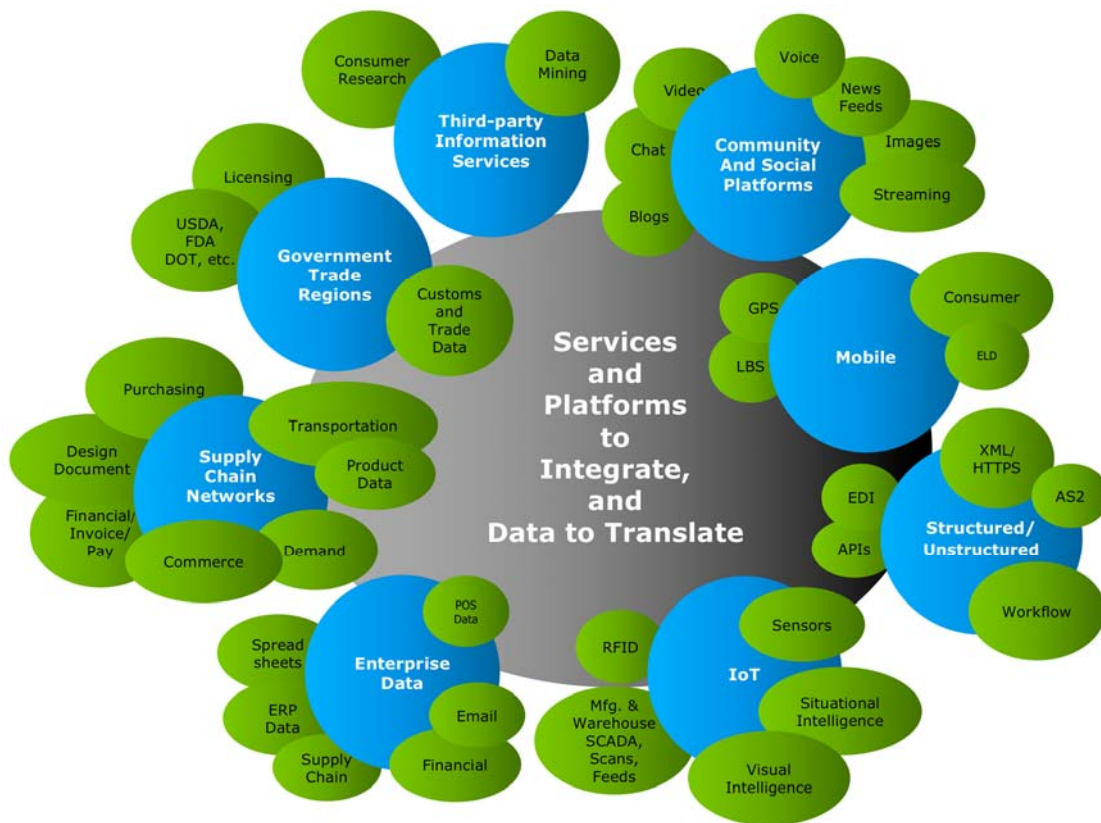 Consumer
Research
Data
Mining
Third-party
Information
Services
Video
Voice
News
Feeds
Images
Streaming
Chat
Blogs
Community
And Social
Platforms
Licensing
USDA,
FDA
DOT, etc.
Government
Trade
Regions
Customs
and
Trade
Data
Services
and
Platforms
to
Integrate,
and
Data to Translate
GPS
LBS
Mobile
Consumer
ELD
Purchasing
Design
Document
Financial/
Invoice/
Pay
Commerce
Demand
Transportation
Product
Data
Supply
Chain
Networks
XML/
HTTPS
AS2
EDI
APIs
Structured/
Unstructured
Workflow
POS
Data
Spread
sheets
ERP
Data
Supply
Chain
Email
Financial
Enterprise
Data
RFID
Sensors
IoT
Mfg. &
Warehouse
SCADA,
Scans,
Feeds
Situational
Intelligence
Visual
Intelligence